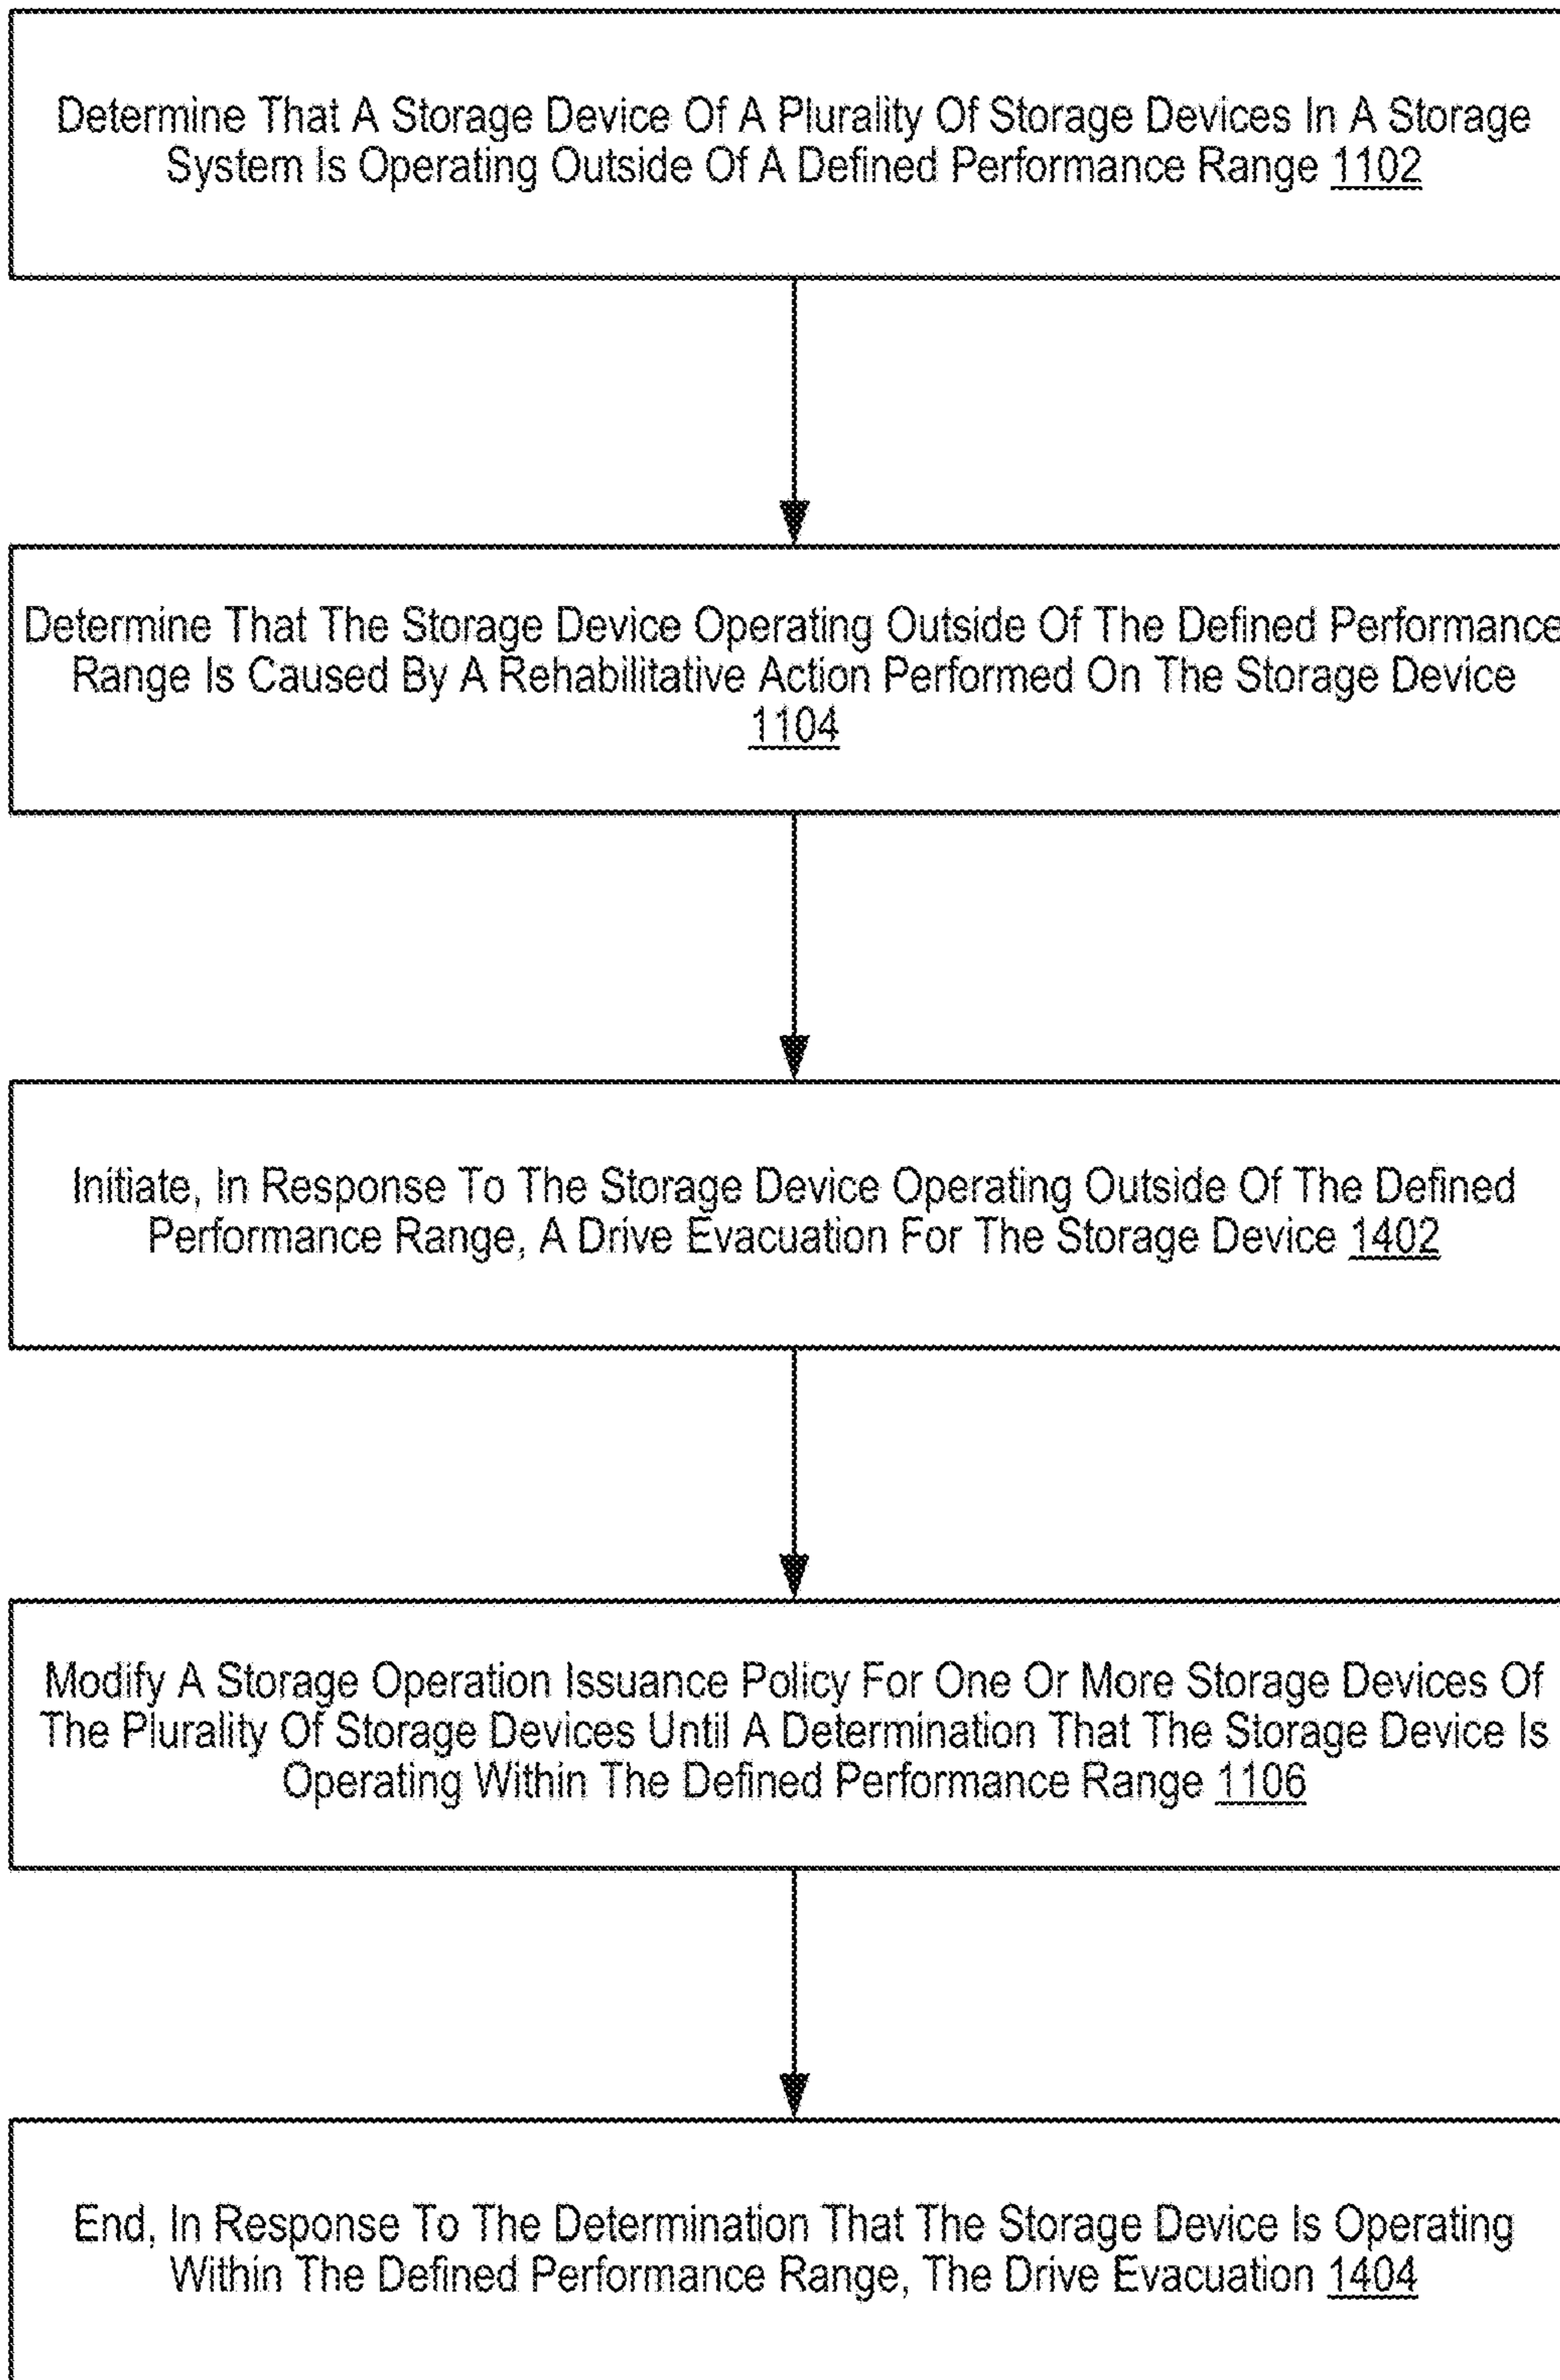 Determine That A Storage Device Of A Plurality Of Storage Devices In A Storage
System Is Operating Outside Of A Defined Performance Range 1102
Determine That The Storage Device Operating Outside Of The Defined Performance
Range Is Caused By A Rehabilitative Action Performed On The Storage Device
1104
Initiate, In Response To The Storage Device Operating Outside Of The Defined
Performance Range, A Drive Evacuation For The Storage Device 1402
Modify A Storage Operation Issuance Policy For One Or More Storage Devices Of
The Plurality Of Storage Devices Until A Determination That The Storage Device Is
Operating Within The Defined Performance Range 1106
End, In Response To The Determination That The Storage Device Is Operating
Within The Defined Performance Range, The Drive Evacuation 1404